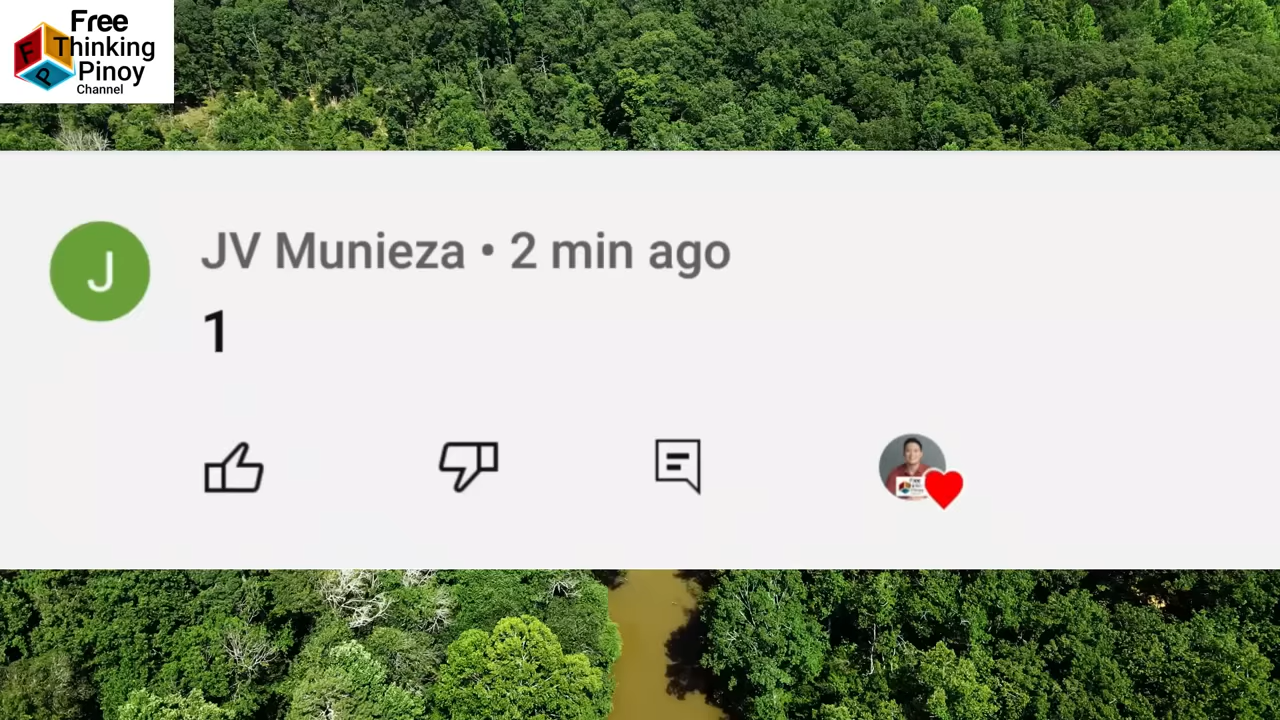 Free
Thinking
Pinoy
Channel
F
P
JV Munieza • 2 min ago
1
J